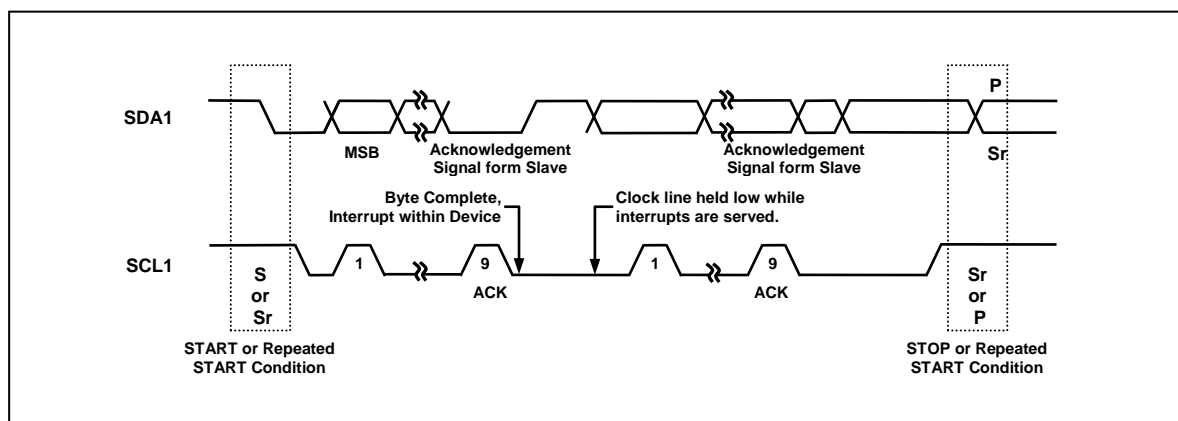 P
SDA1
MSB
Acknowledgement
Signal form Slave
Acknowledgement
Signal form Slave
Sr
Byte Complete,
Interrupt within Device
Clock line held low while
interrupts are served.
SCL1
1
9
1
9
ACK
ACK
S
or
Sr
Sr
or
P
START or Repeated
START Condition
STOP or Repeated
START Condition